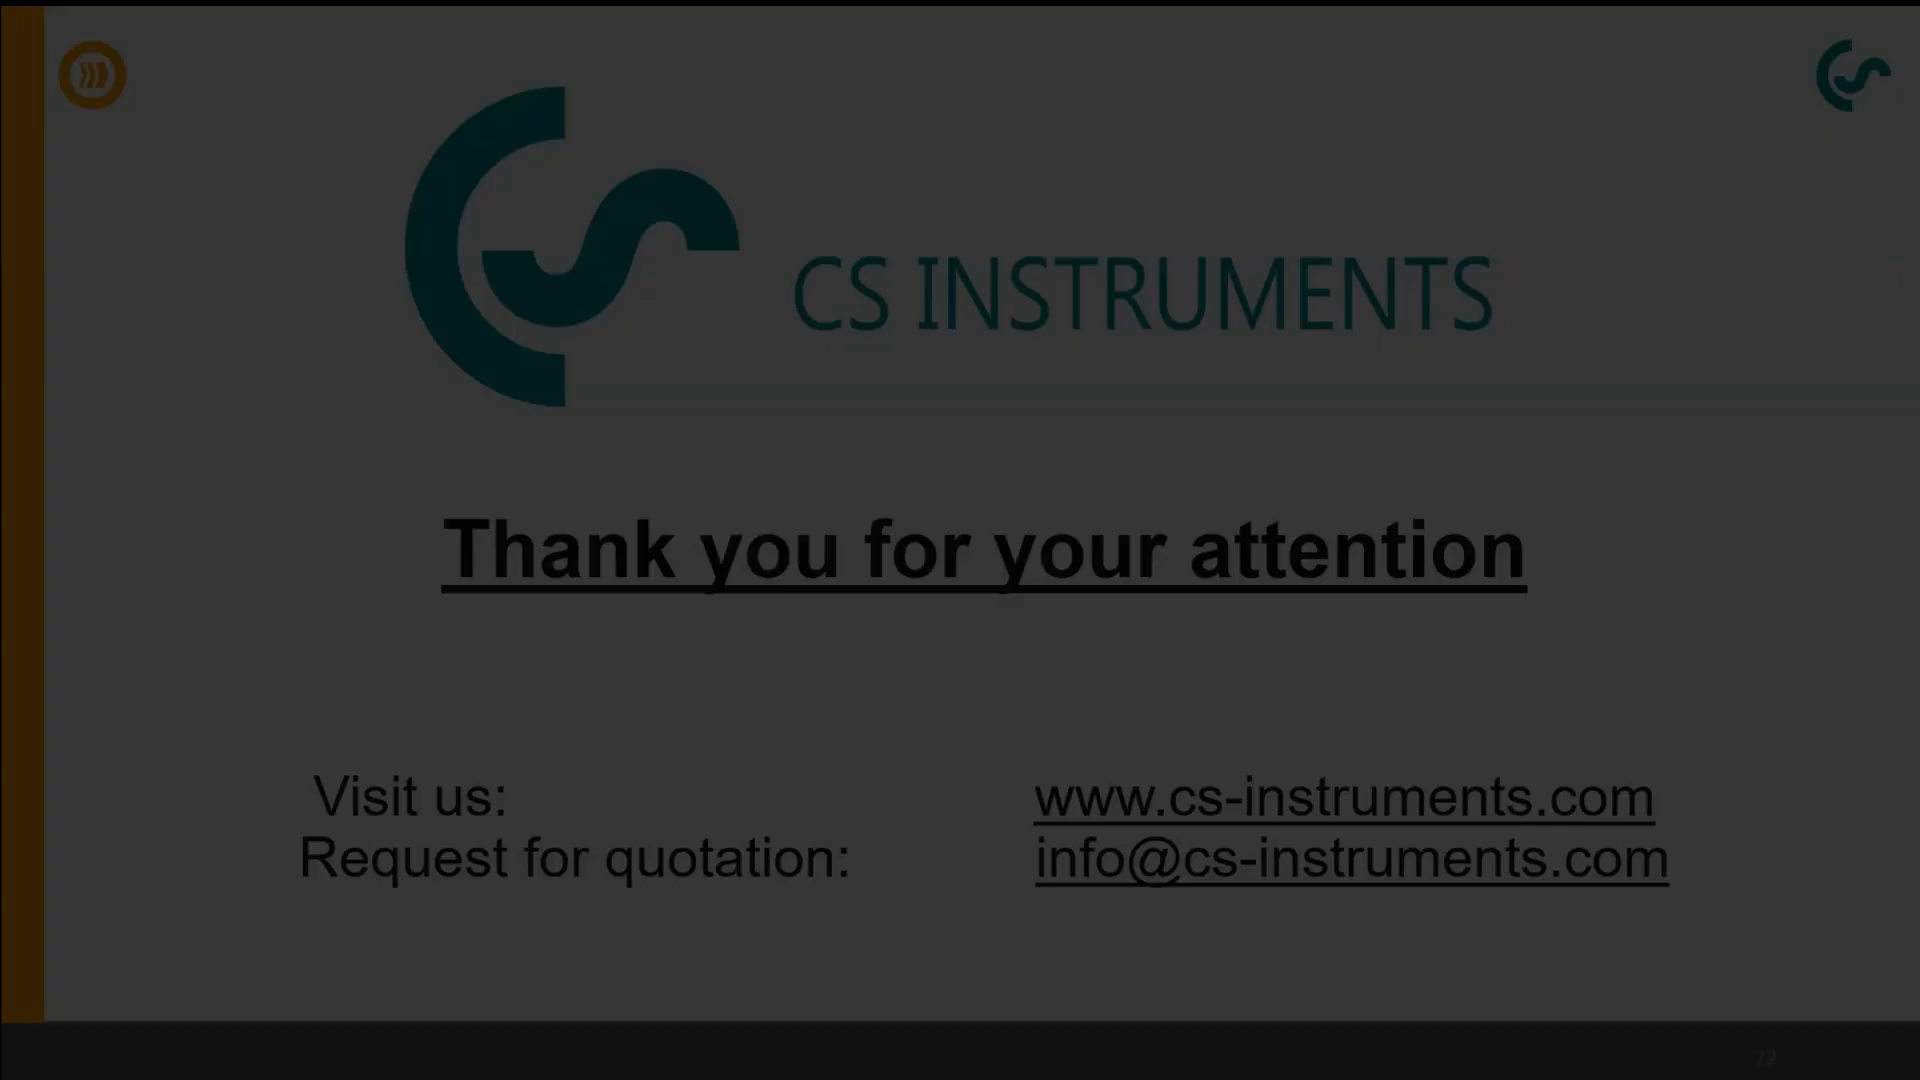 CS INSTRUMENTS
Thank you for your attention
Visit us: www.cs-instruments.com
Request for quotation: info@cs-instruments.com
22